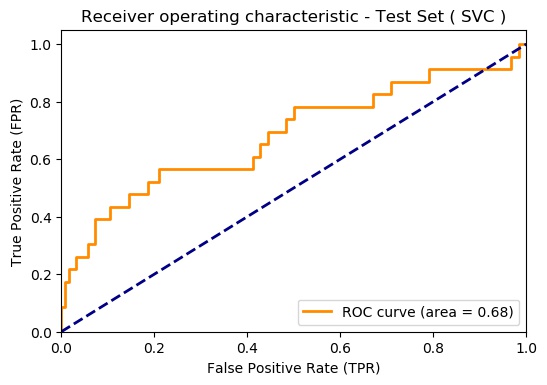 Receiver operating characteristic - Test Set ( SVC )
1.0
0.8
0.6
0.4
0.2
0.0
True Positive Rate (FPR)
ROC curve (area = 0.68)
0.0 0.2 0.4 0.6 0.8 1.0
False Positive Rate (TPR)